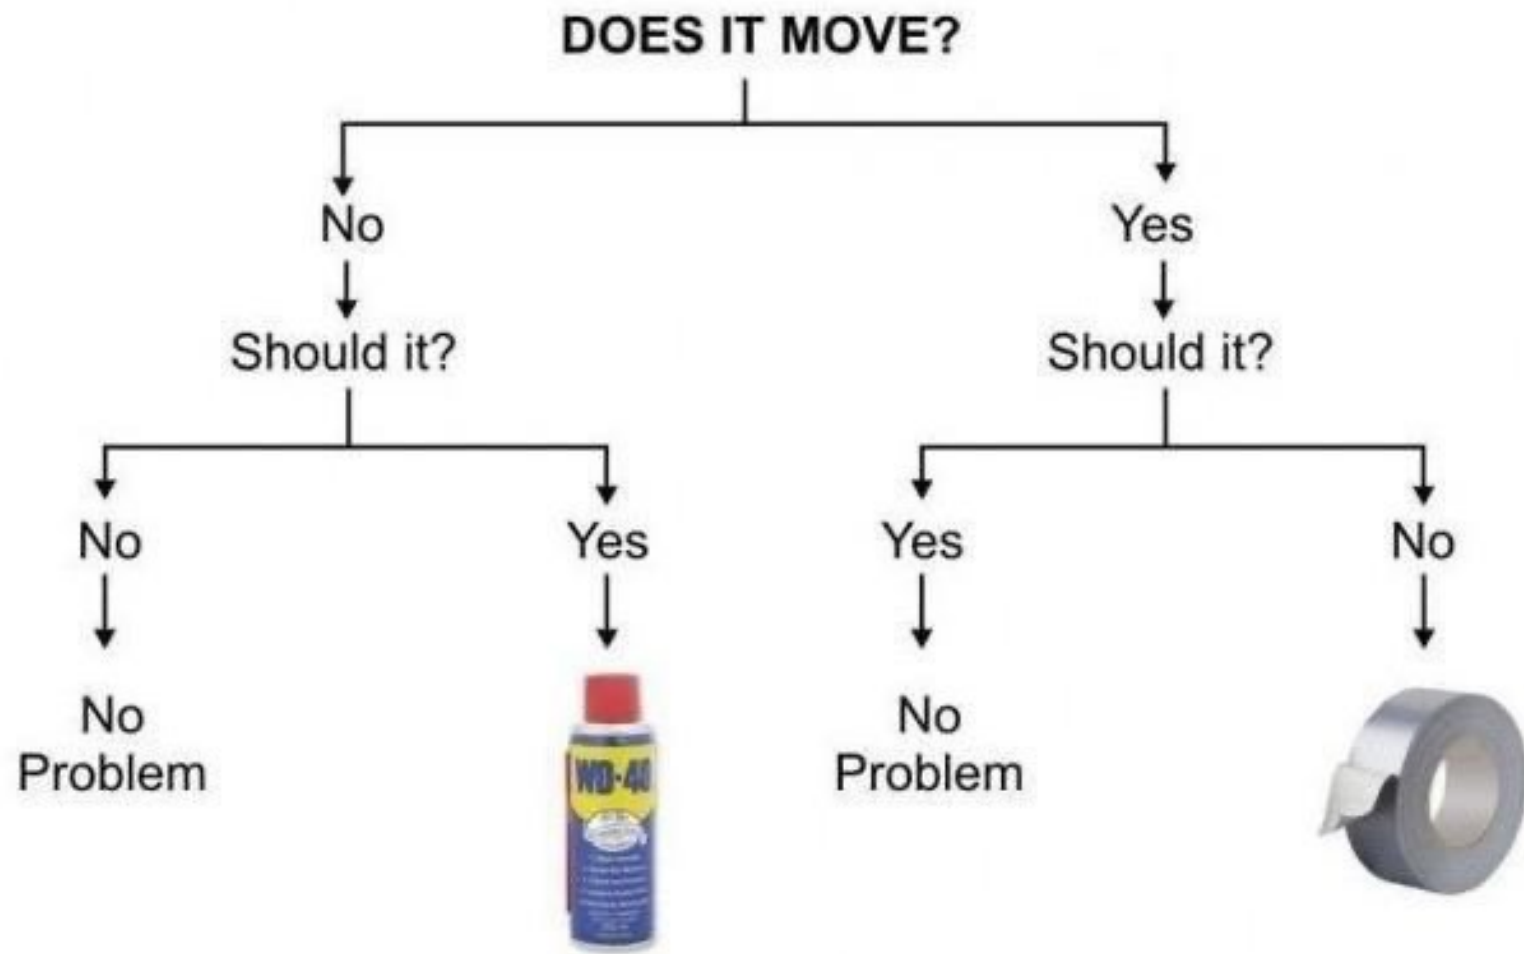 DOES IT MOVE?
No
Yes
Should it?
Should it?
No
Yes
Yes
No
No
Problem
No
Problem
WD-40